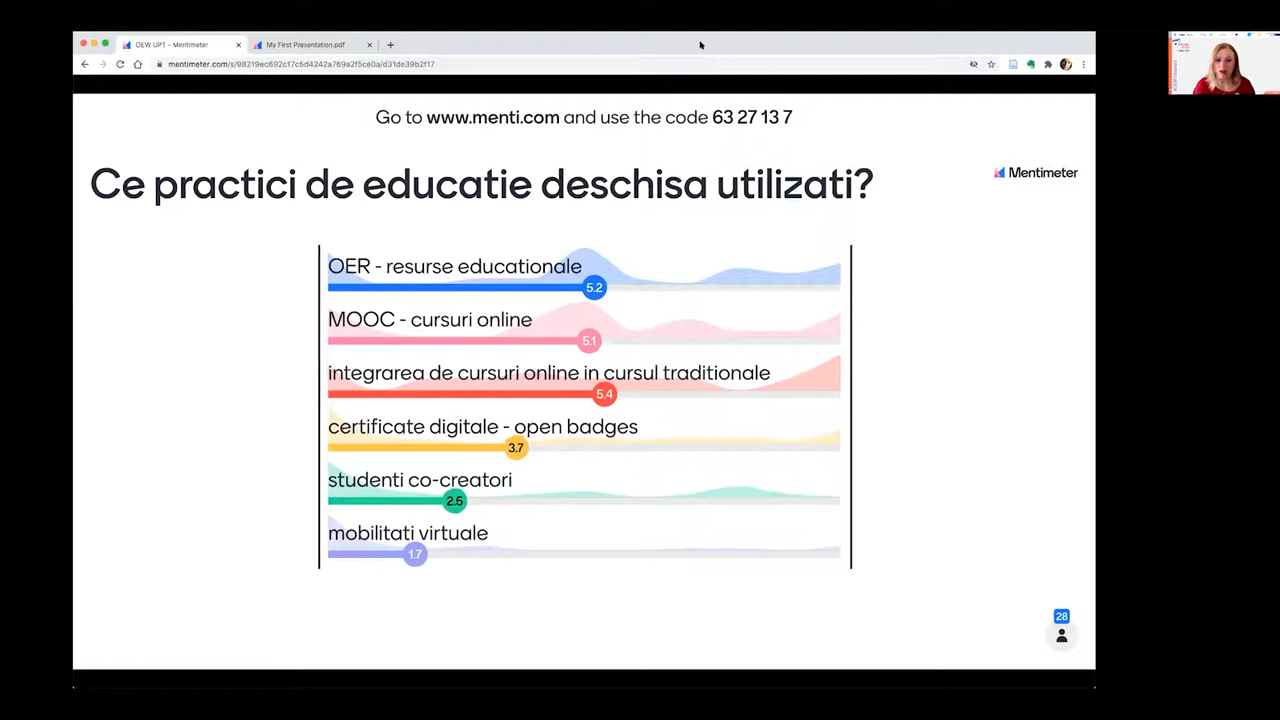 OEW UPT - Mentimeter
My First Presentation.pdf
mentimeter.com/s/98219ec692c17c6d4242a769a2f5ce0a/d31de39b2f17
Go to www.menti.com and use the code 63 27 13 7
Ce practici de educatie deschisa utilizati?
Mentimeter
OER - resurse educationale
5.2
MOOC - cursuri online
5.1
integrarea de cursuri online in cursul traditionale
5.4
certificate digitale - open badges
3.7
studenti co-creatori
2.5
mobilitati virtuale
1.7
28